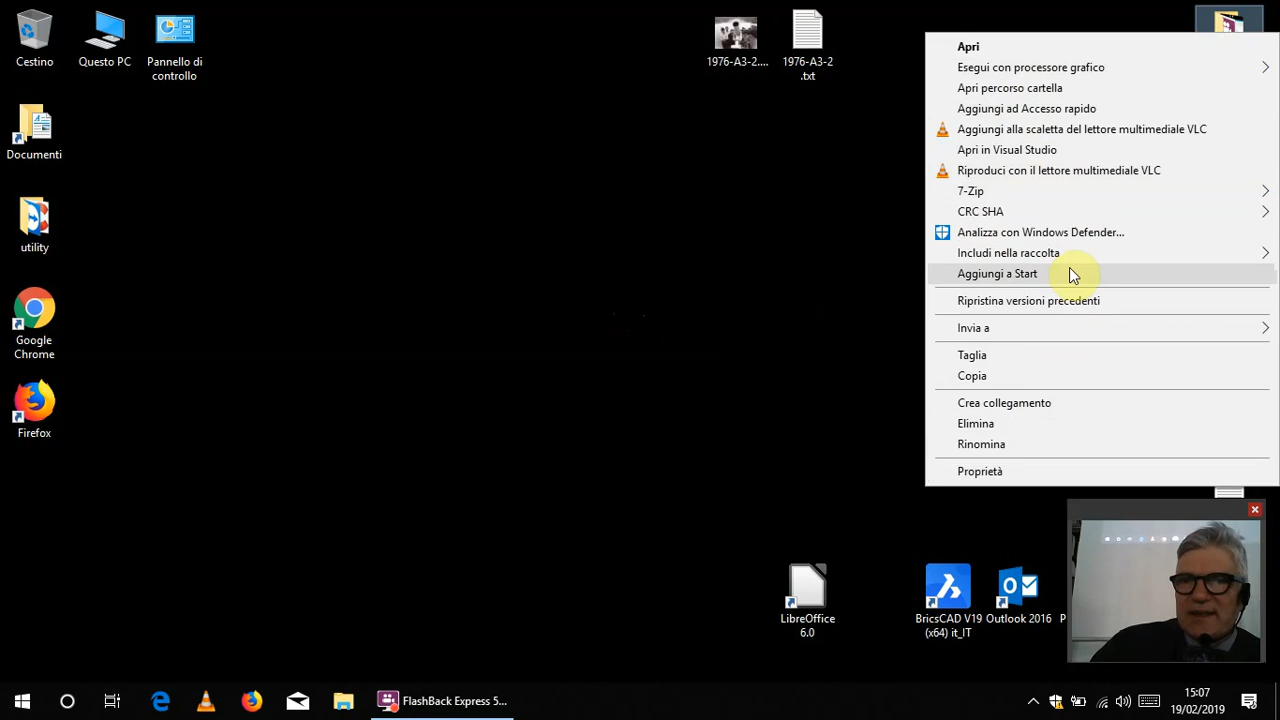 Cestino
Questo PC
Pannello di
controllo
1976-A3-2....
1976-A3-2
.txt
Documenti
utility
Google
Chrome
Firefox
Apri
Esegui con processore grafico
Apri percorso cartella
Aggiungi ad Accesso rapido
Aggiungi alla scaletta del lettore multimediale VLC
Apri in Visual Studio
Riproduci con il lettore multimediale VLC
7-Zip
CRC SHA
Analizza con Windows Defender...
Includi nella raccolta
Aggiungi a Start
Ripristina versioni precedenti
Invia a
Taglia
Copia
Crea collegamento
Elimina
Rinomina
Proprietà
LibreOffice
6.0
BricsCAD V19
(x64) it_IT
Outlook 2016
P
FlashBack Express 5...
15:07
19/02/2019